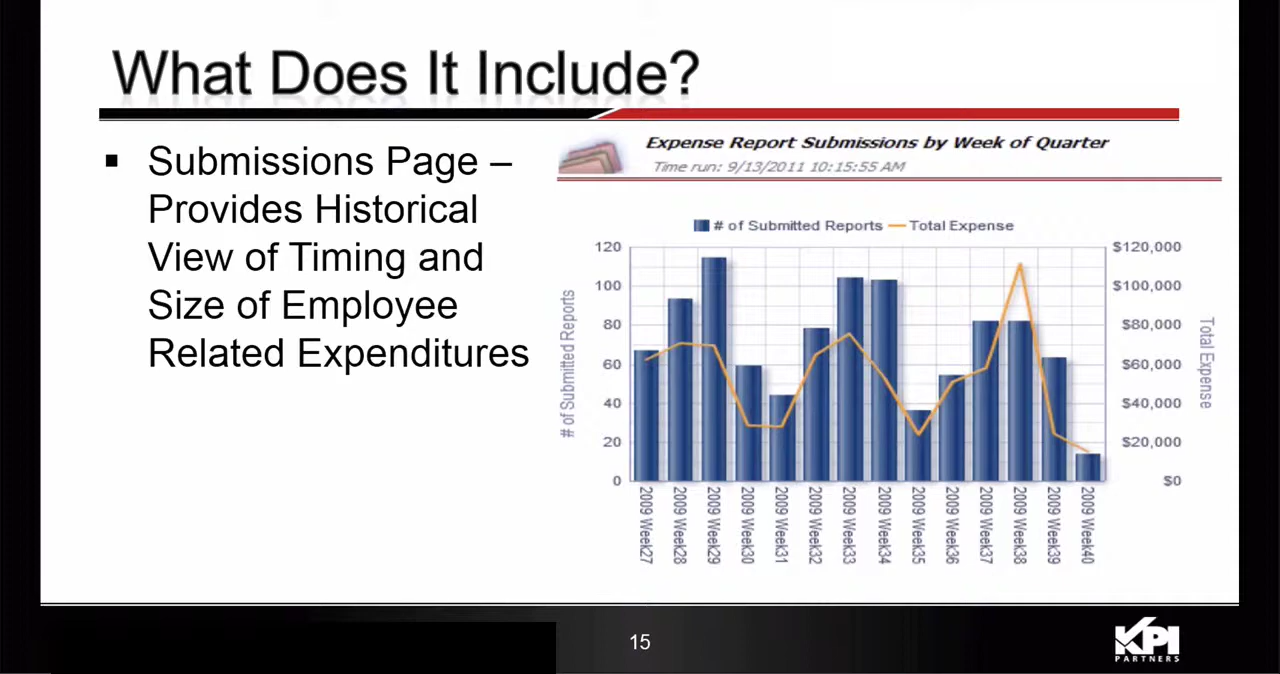 What Does It Include?
▪ Submissions Page –
Provides Historical
View of Timing and
Size of Employee
Related Expenditures
Expense Report Submissions by Week of Quarter
Time run: 9/13/2011 10:15:55 AM
# of Submitted Reports Total Expense
# of Submitted Reports
120
100
80
60
40
20
0
$120,000
$100,000
$80,000
$60,000
$40,000
$20,000
$0
Total Expense
2009 Week27
2009 Week28
2009 Week29
2009 Week30
2009 Week31
2009 Week32
2009 Week33
2009 Week34
2009 Week35
2009 Week36
2009 Week37
2009 Week38
2009 Week39
2009 Week40
15
KPI
PARTNERS